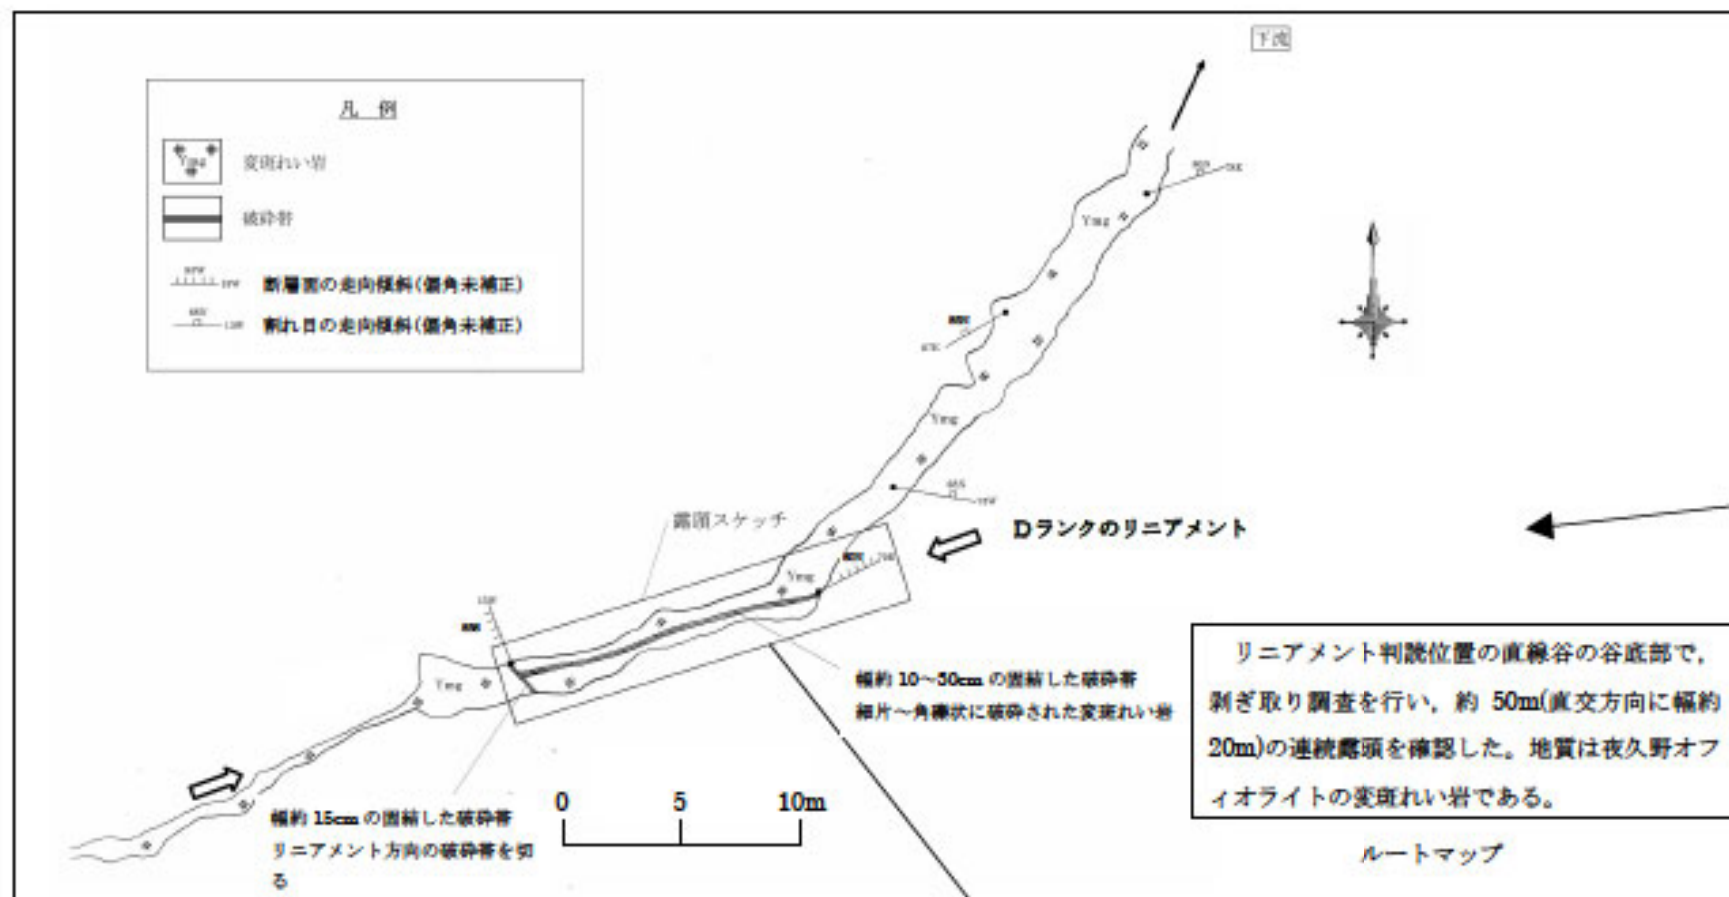 下流
凡 例
Ymg
変斑れい岩
破砕帯
断層面の走向傾斜(偏角未補正)
割れ目の走向傾斜(偏角未補正)
Ymg
Ymg
露頭スケッチ
Dランクのリニアメント
Ymg
Ymg
幅約 10～30cm の固結した破砕帯
細片～角礫状に破砕された変斑れい岩
幅約 15cm の固結した破砕帯
リニアメント方向の破砕帯を切
る
0 5 10m
リニアメント判読位置の直線谷の谷底部で，
剥ぎ取り調査を行い，約 50m(直交方向に幅約
20m)の連続露頭を確認した。地質は夜久野オフ
ィオライトの変斑れい岩である。
ルートマップ